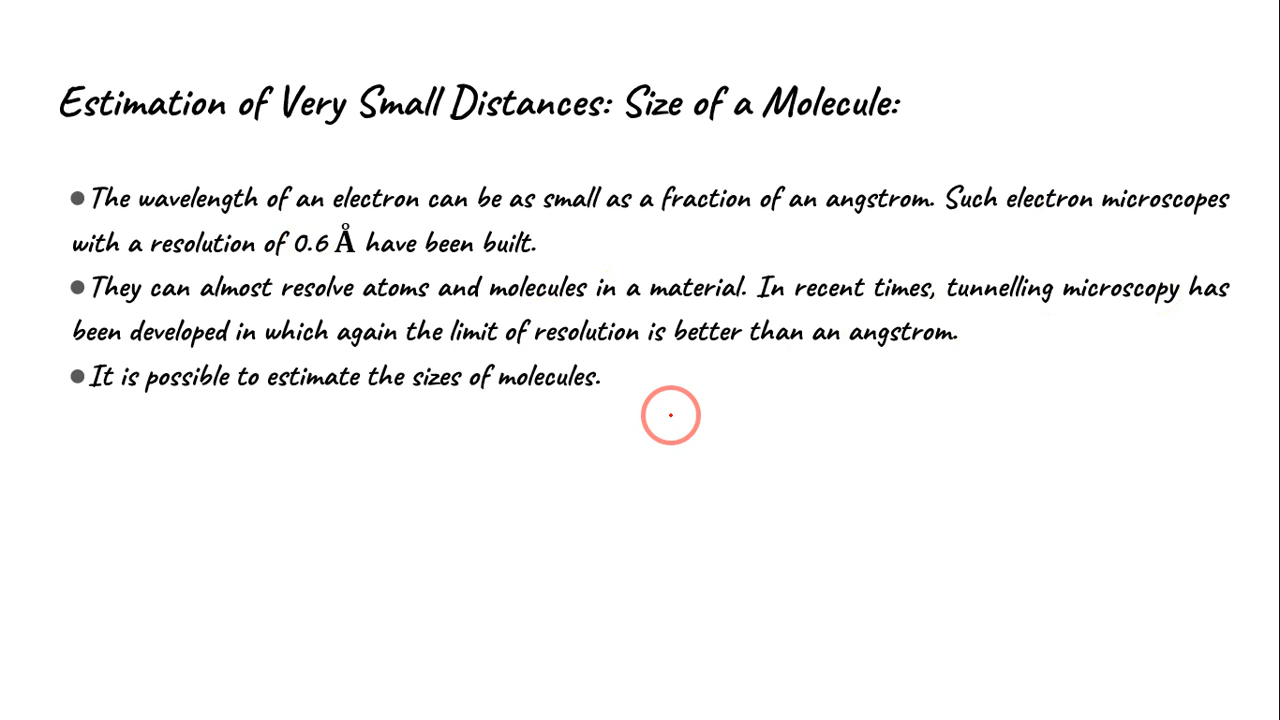 Estimation of Very Small Distances: Size of a Molecule:
●The wavelength of an electron can be as small as a fraction of an angstrom. Such electron microscopes
with a resolution of 0.6 Å have been built.
●They can almost resolve atoms and molecules in a material. In recent times, tunnelling microscopy has
been developed in which again the limit of resolution is better than an angstrom.
●It is possible to estimate the sizes of molecules.